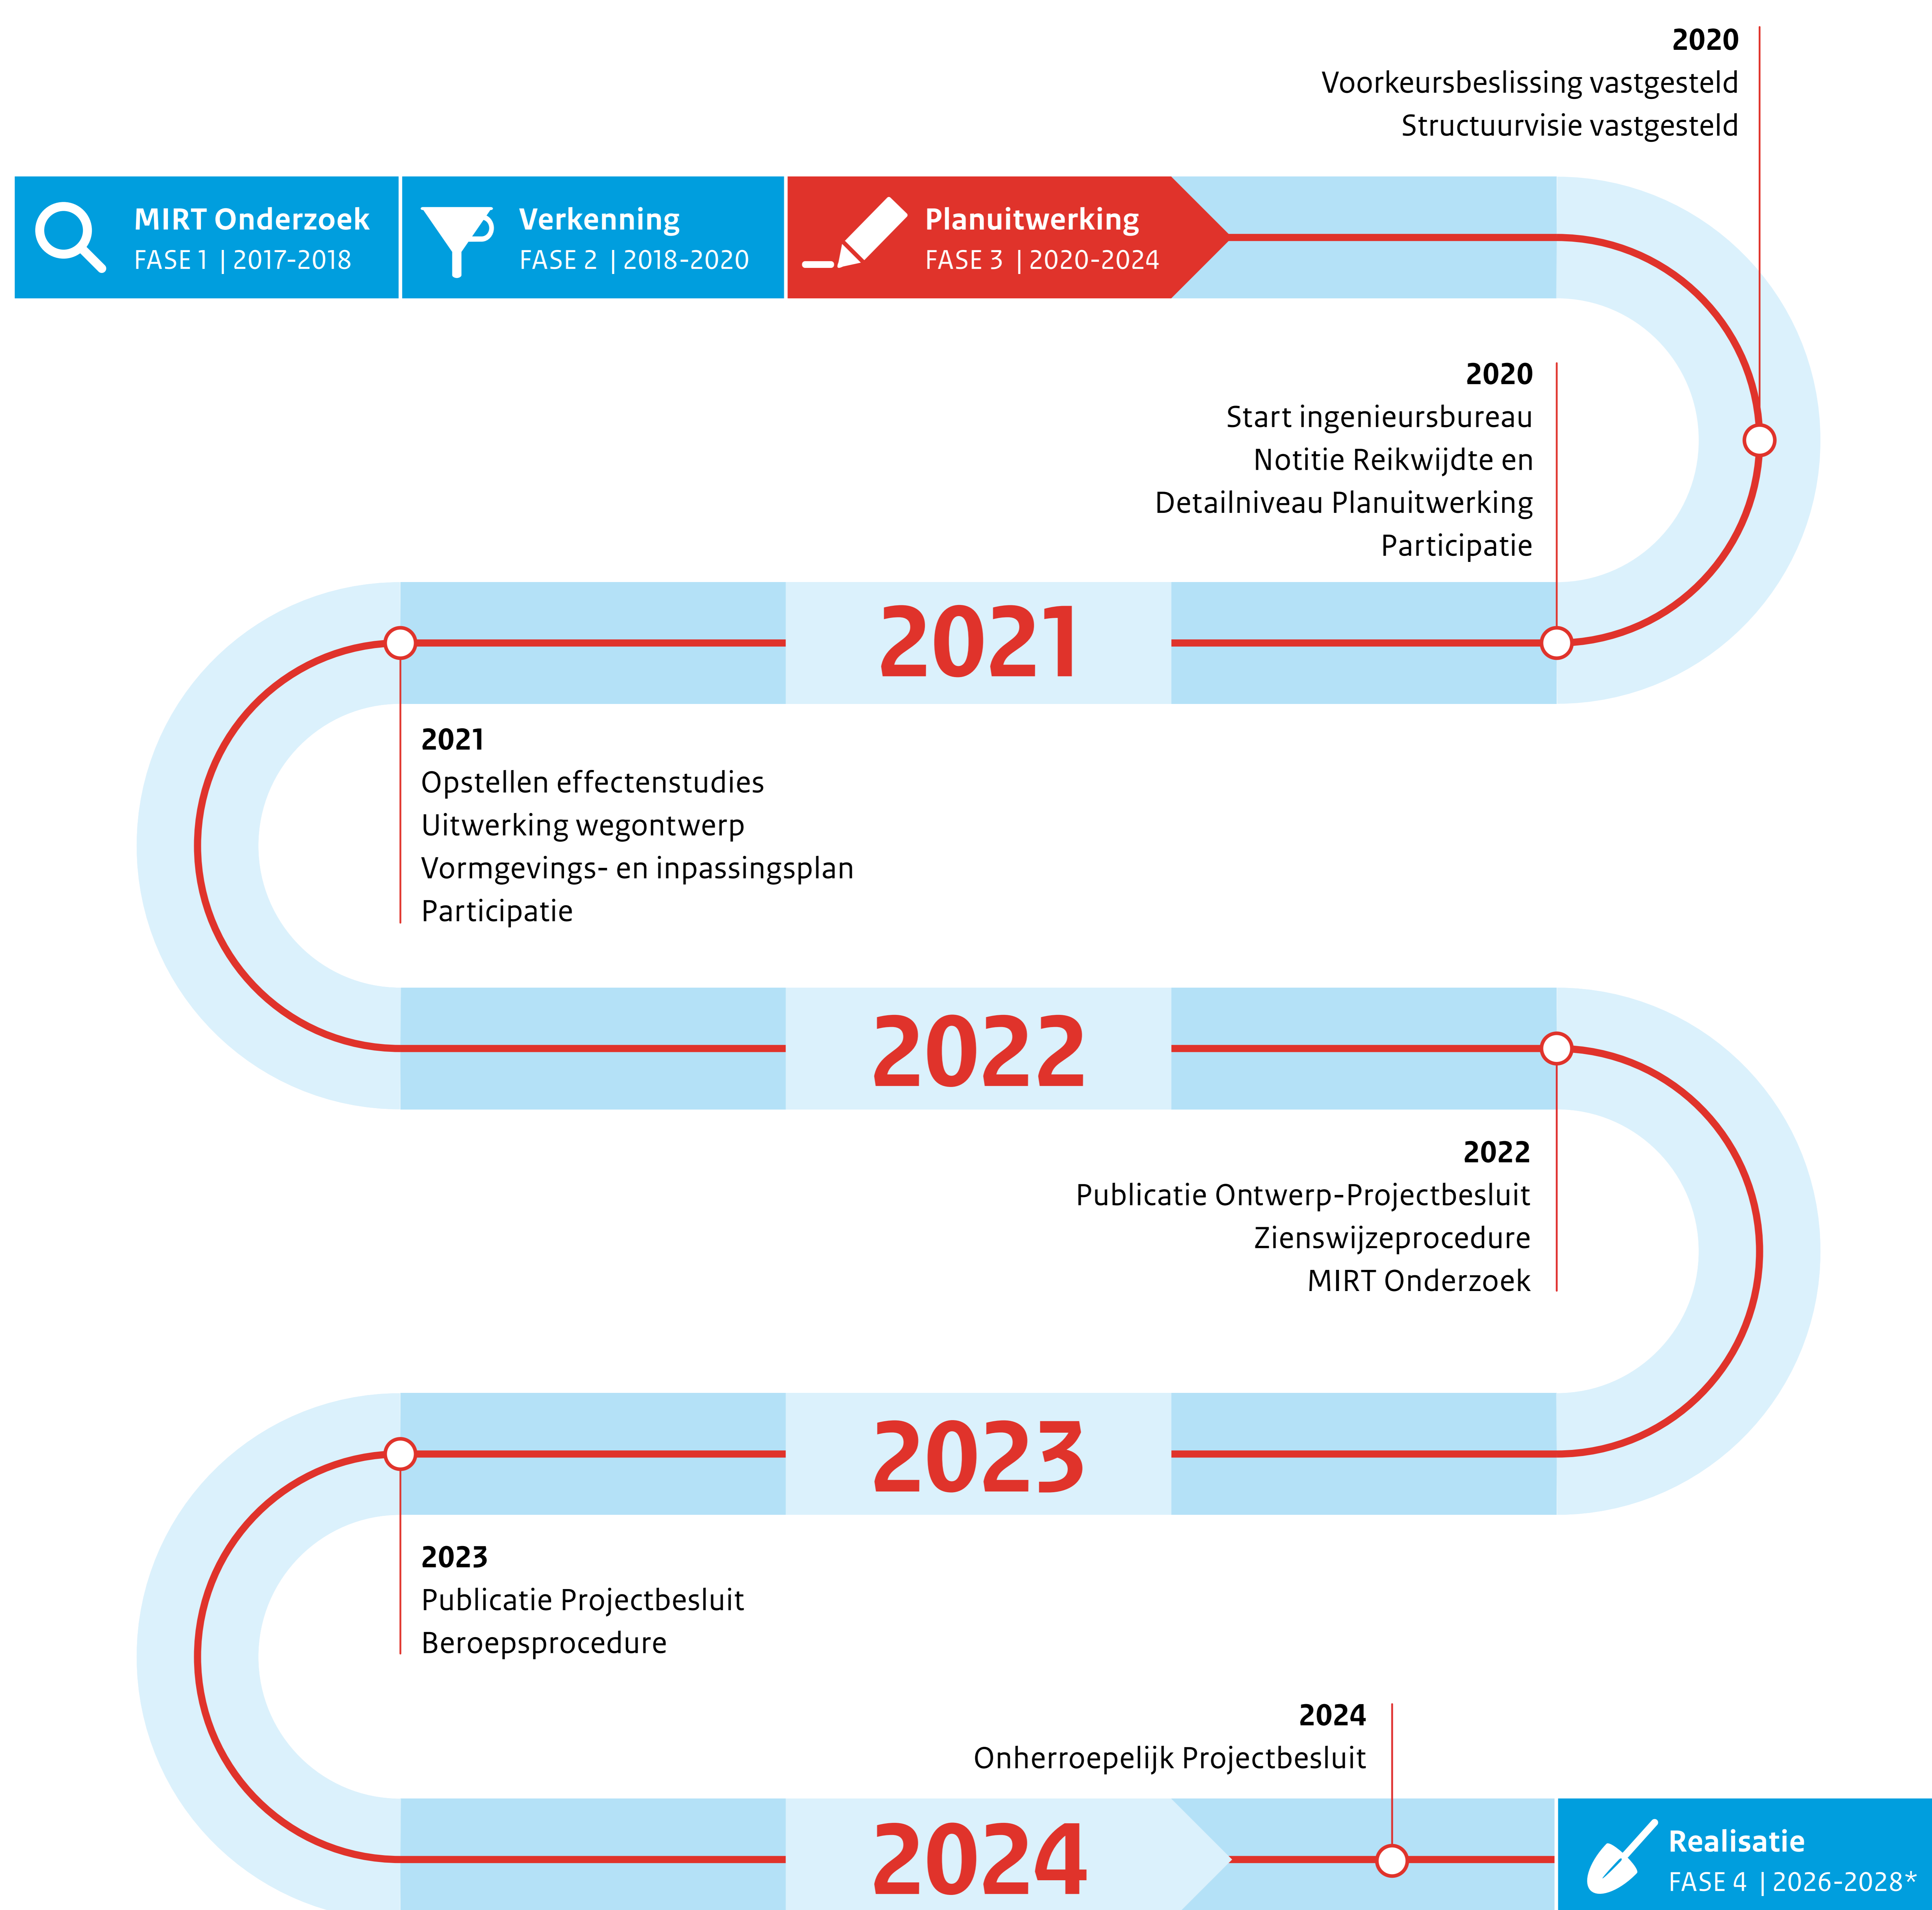 2020
Voorkeursbeslissing vastgesteld
Structuurvisie vastgesteld
MIRT Onderzoek
FASE 1 | 2017-2018
Verkenning
FASE 2 | 2018-2020
Planuitwerking
FASE 3 | 2020-2024
2020
Start ingenieursbureau
Notitie Reikwijdte en
Detailniveau Planuitwerking
Participatie
2021
2021
Opstellen effectenstudies
Uitwerking wegontwerp
Vormgevings- en inpassingsplan
Participatie
2022
2022
Publicatie Ontwerp-Projectbesluit
Zienswijzeprocedure
MIRT Onderzoek
2023
2023
Publicatie Projectbesluit
Beroepsprocedure
2024
Onherroepelijk Projectbesluit
2024
Realisatie
FASE 4 | 2026-2028*